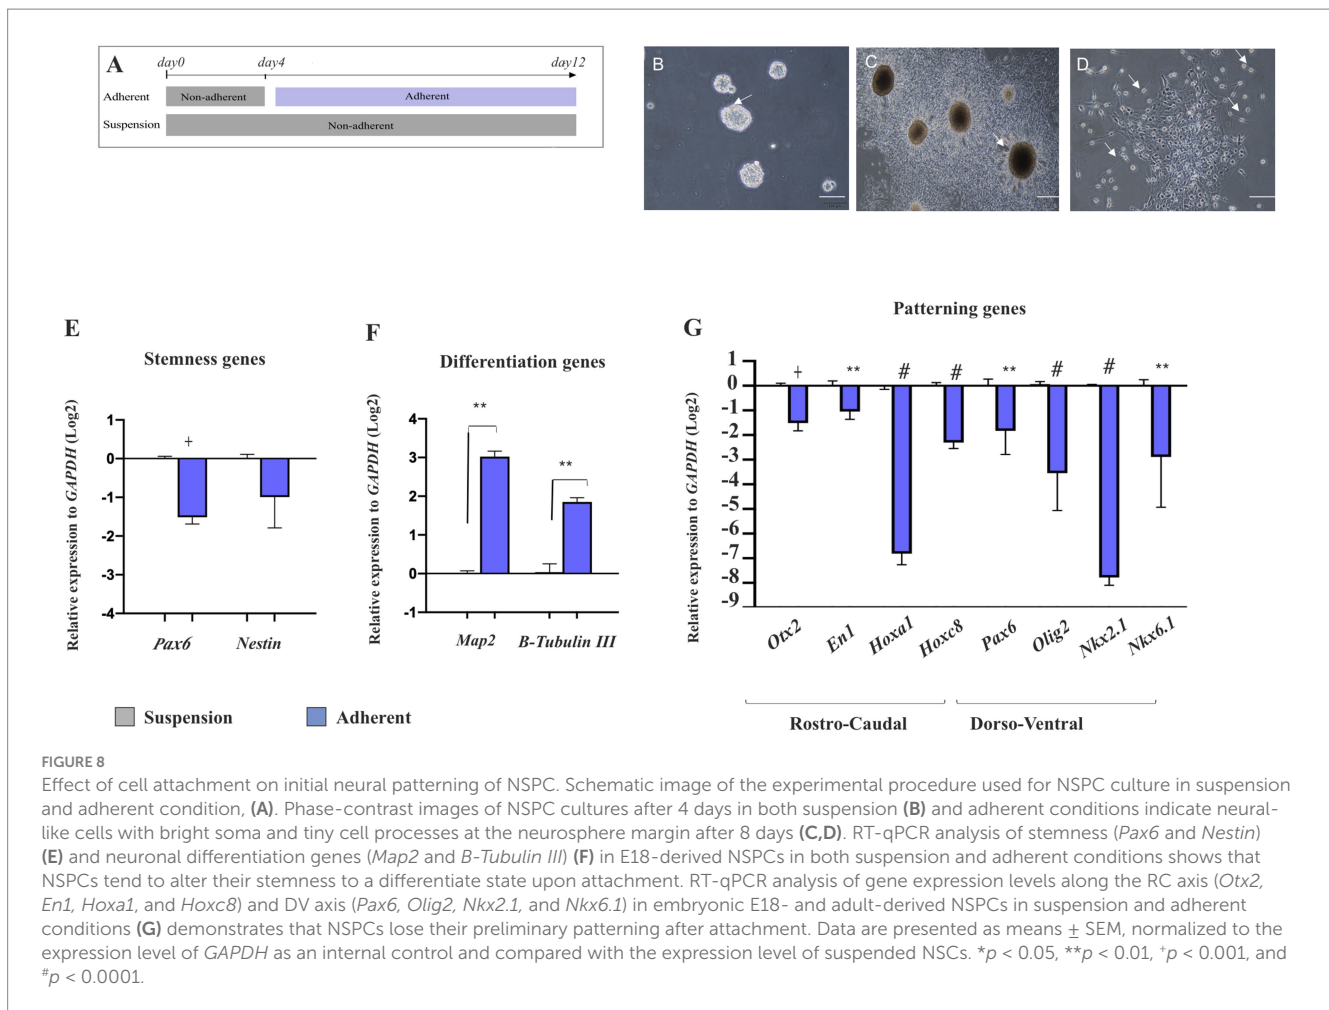 A
day0 day4 day12
Adherent Non-adherent Adherent
Suspension Non-adherent
B
C
D
E
Stemness genes
Relative expression to GAPDH (Log2)
1
0
-1
-2
-3
-4
+
Pax6 Nestin
F
Differentiation genes
Relative expression to GAPDH (Log2)
4
3
2
1
0
-1
**
**
Map2 B-Tubulin III
G
Patterning genes
Relative expression to GAPDH (Log2)
1
0
-1
-2
-3
-4
-5
-6
-7
-8
-9
+ ** # # ** # # **
Otx2 En1 Hoxa1 Hoxc8 Pax6 Olig2 Nkx2.1 Nkx6.1
Rostro-Caudal Dorso-Ventral
Suspension Adherent
FIGURE 8
Effect of cell attachment on initial neural patterning of NSPC. Schematic image of the experimental procedure used for NSPC culture in suspension
and adherent condition, (A). Phase-contrast images of NSPC cultures after 4 days in both suspension (B) and adherent conditions indicate neural-
like cells with bright soma and tiny cell processes at the neurosphere margin after 8 days (C,D). RT-qPCR analysis of stemness (Pax6 and Nestin)
(E) and neuronal differentiation genes (Map2 and B-Tubulin III) (F) in E18-derived NSPCs in both suspension and adherent conditions shows that
NSPCs tend to alter their stemness to a differentiate state upon attachment. RT-qPCR analysis of gene expression levels along the RC axis (Otx2,
En1, Hoxa1, and Hoxc8) and DV axis (Pax6, Olig2, Nkx2.1, and Nkx6.1) in embryonic E18- and adult-derived NSPCs in suspension and adherent
conditions (G) demonstrates that NSPCs lose their preliminary patterning after attachment. Data are presented as means ± SEM, normalized to the
expression level of GAPDH as an internal control and compared with the expression level of suspended NSCs. *p < 0.05, **p < 0.01, +p < 0.001, and
#p < 0.0001.